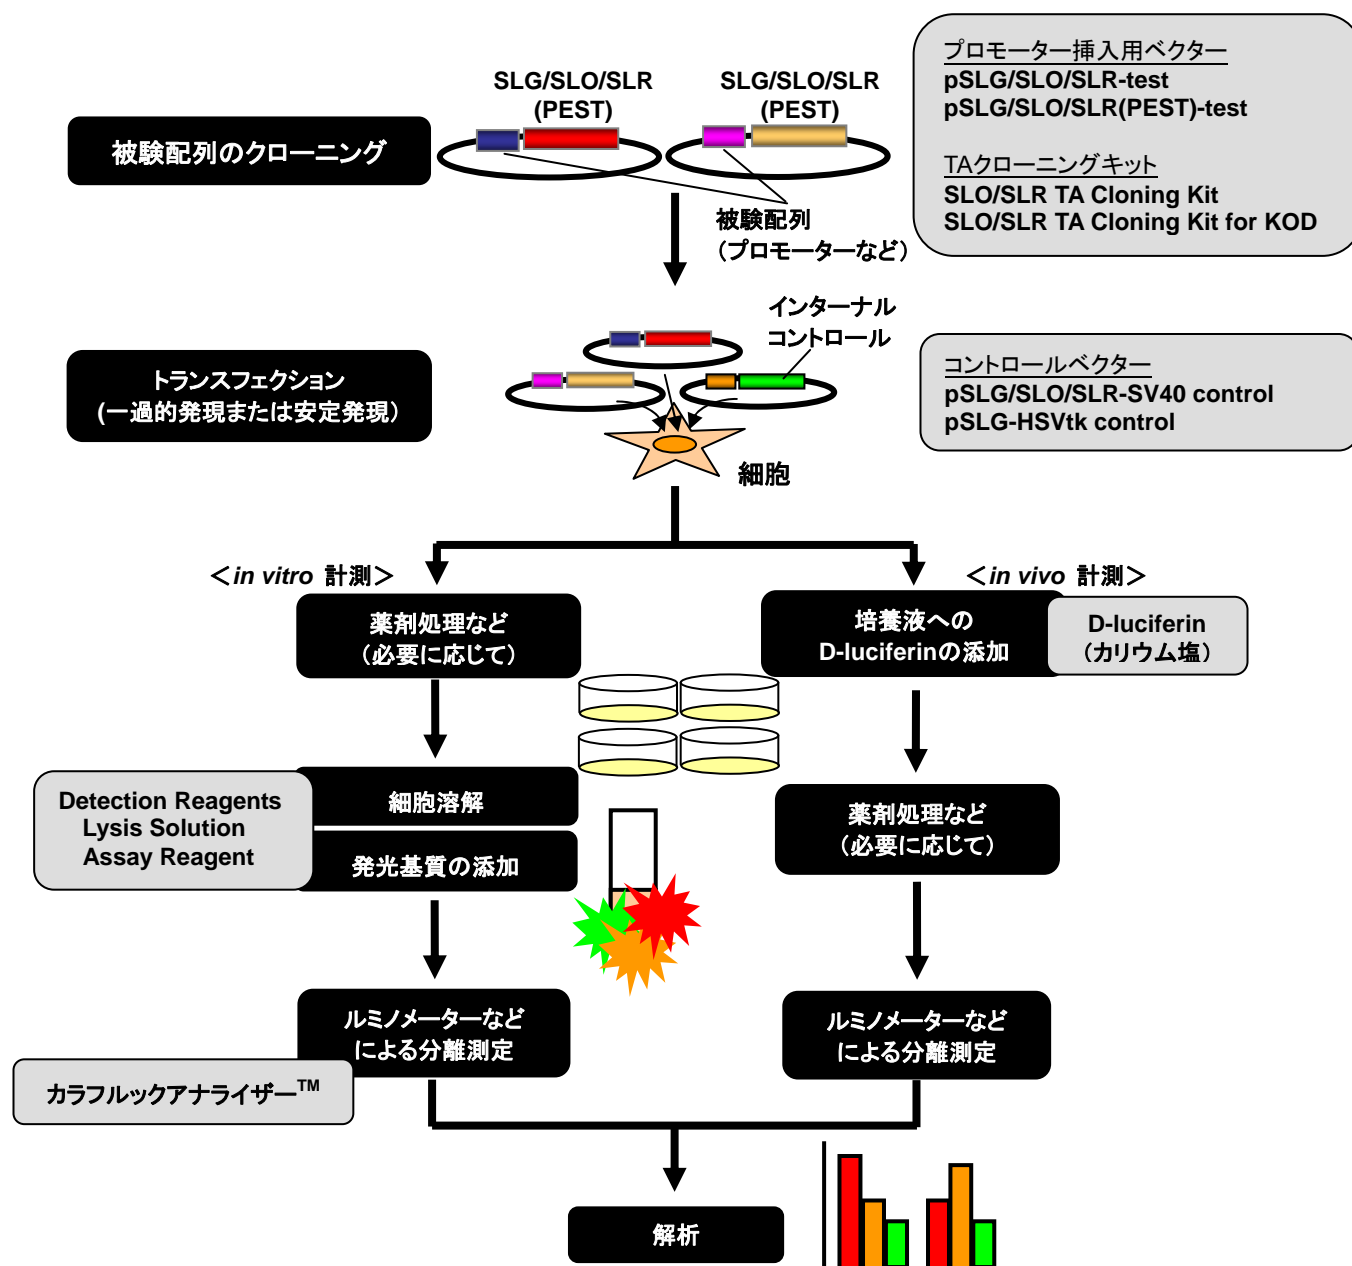 SLG/SLO/SLR
(PEST)
SLG/SLO/SLR
(PEST)
プロモーター挿入用ベクター
pSLG/SLO/SLR-test
pSLG/SLO/SLR(PEST)-test
TAクローニングキット
SLO/SLR TA Cloning Kit
SLO/SLR TA Cloning Kit for KOD
被験配列のクローニング
被験配列
(プロモーターなど)
インターナル
コントロール
トランスフェクション
(一過的発現または安定発現)
コントロールベクター
pSLG/SLO/SLR-SV40 control
pSLG-HSVtk control
細胞
<in vitro 計測>
<in vivo 計測>
薬剤処理など
(必要に応じて)
培養液への
D-luciferinの添加
D-luciferin
(カリウム塩)
Detection Reagents
Lysis Solution
Assay Reagent
細胞溶解
発光基質の添加
薬剤処理など
(必要に応じて)
ルミノメーターなど
による分離測定
ルミノメーターなど
による分離測定
カラフルックアナライザー™
解析